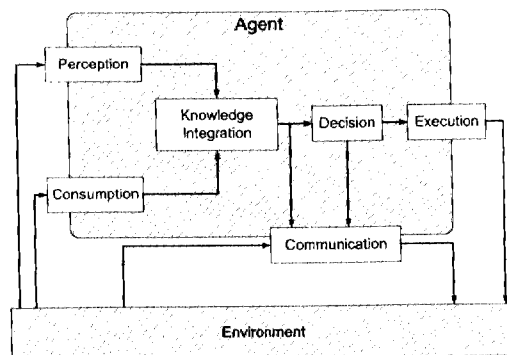 Agent
Perception
Knowledge
Integration
Decision
Execution
Consumption
Communication
Environment